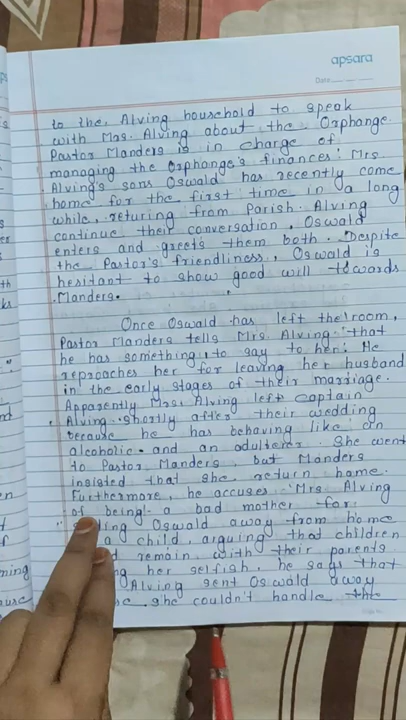 apsara
Date
to the Alving household to speak
with Mrs. Alving about the Orphange
Pastor Manders is in charge of
managing the Orphange's finances. Mrs
Alving's sons Oswald has recently come
home for the first time in a long
while, returing from Parish. Alving
continue their conversation, Oswald
enters and greets them both. Despite
the Pastor's friendliness, Oswald is
hesitant to show good will towards
Manders.
Once Oswald has left the room,
Pastor Manders tells Mrs Alving that
he has something to say to her. He
reproaches her for leaving her husband
in the early stages of their marriage.
Apparently Mrs. Alving left captain
Alving shortly after their wedding
because he has behaving like an
alcoholic and an adulterer. She went
to Pastor Manders, but Manders
insisted that she return home.
Furthermore, he accuses Mrs Alving
of being a bad mother for
Oswald away from home
a child, arguing that children
remain with their parents
her selfish, he says that
Alving sent Oswald away
she couldn't handle the